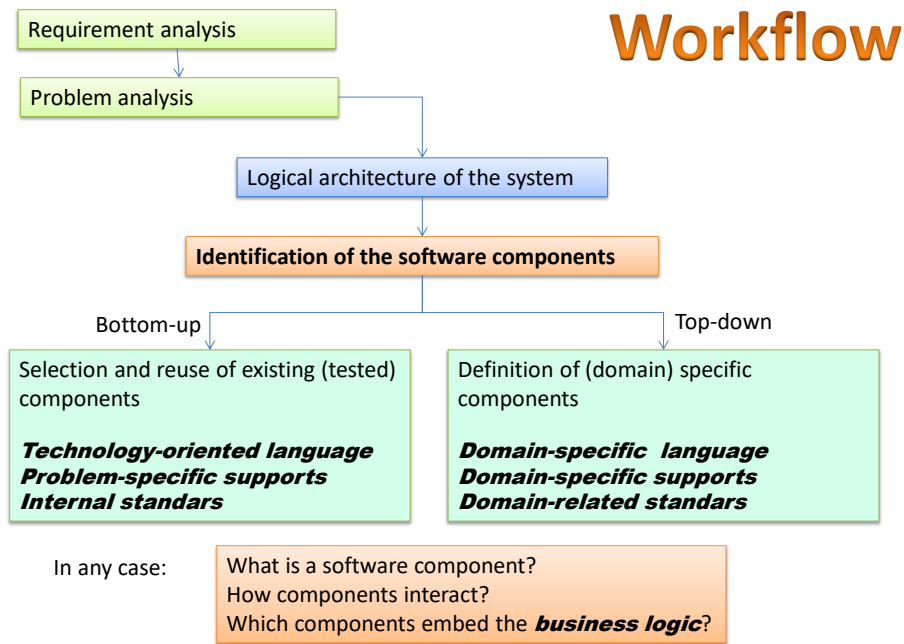 Workflow
Requirement analysis
Problem analysis
Logical architecture of the system
Identification of the software components
Bottom-up
Top-down
Selection and reuse of existing (tested)
components
Technology-oriented language
Problem-specific supports
Internal standars
Definition of (domain) specific
components
Domain-specific language
Domain-specific supports
Domain-related standars
In any case:
What is a software component?
How components interact?
Which components embed the business logic?